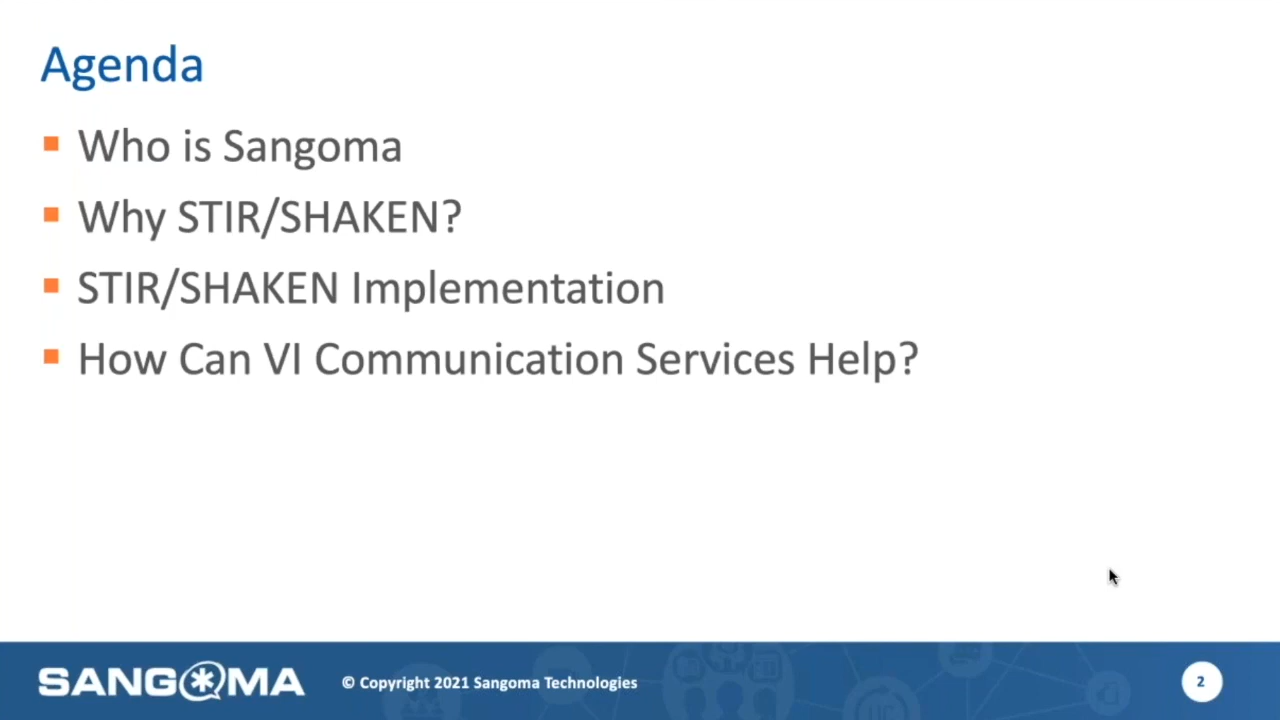 Agenda
Who is Sangoma
Why STIR/SHAKEN?
STIR/SHAKEN Implementation
How Can VI Communication Services Help?
SANGOMA
© Copyright 2021 Sangoma Technologies
UC
2